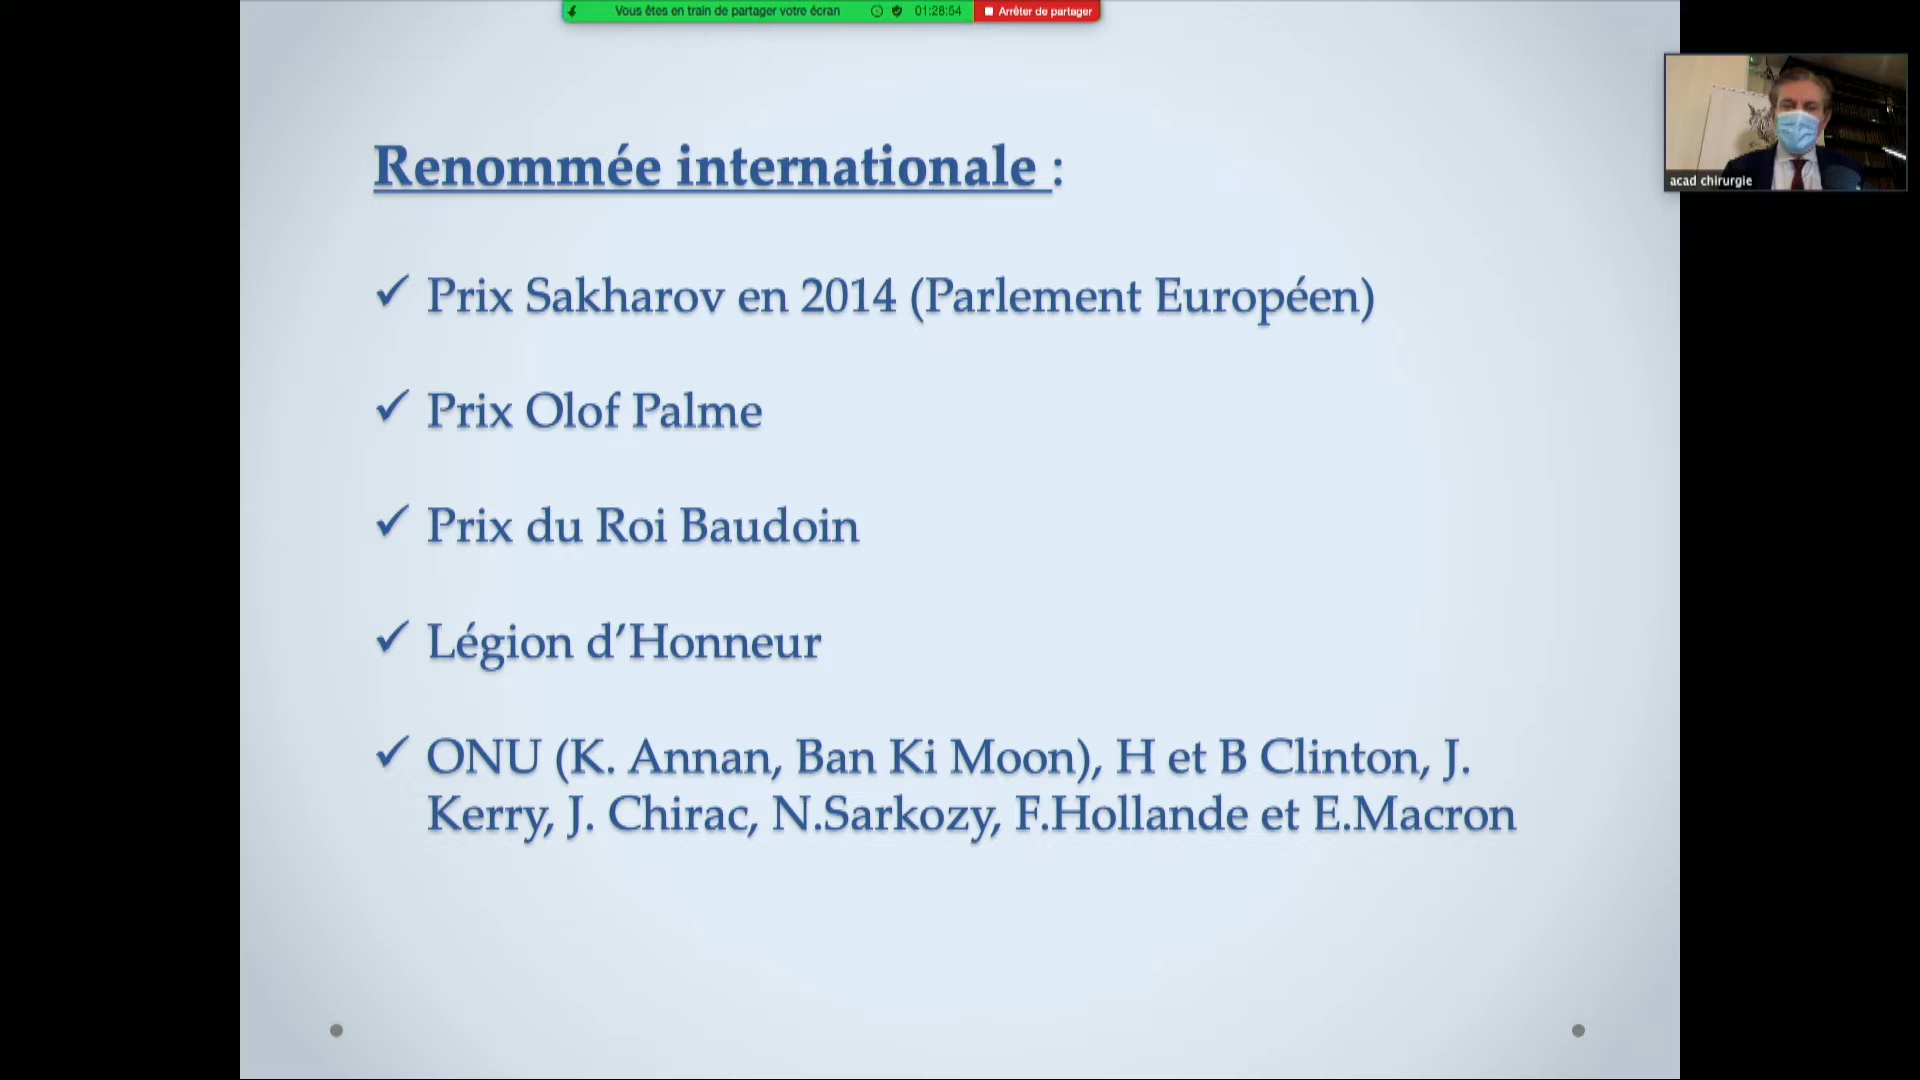 Vous êtes en train de partager votre écran 01:28:54 Arrêter de partager
acad chirurgie
Renommée internationale :
✓ Prix Sakharov en 2014 (Parlement Européen)
✓ Prix Olof Palme
✓ Prix du Roi Baudoin
✓ Légion d’Honneur
✓ ONU (K. Annan, Ban Ki Moon), H et B Clinton, J.
Kerry, J. Chirac, N.Sarkozy, F.Hollande et E.Macron